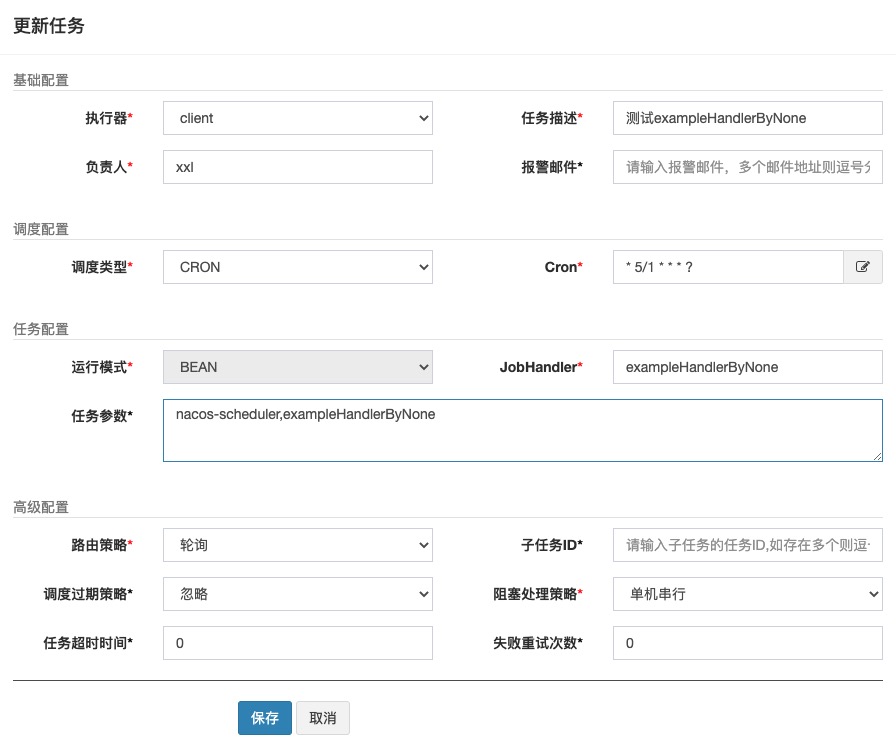 更新任务
基础配置
执行器* client 任务描述* 测试exampleHandlerByNone
负责人* xxl 报警邮件* 请输入报警邮件，多个邮件地址则逗号分
调度配置
调度类型* CRON Cron* * 5/1 * * * ?
任务配置
运行模式* BEAN JobHandler* exampleHandlerByNone
任务参数* nacos-scheduler,exampleHandlerByNone
高级配置
路由策略* 轮询 子任务ID* 请输入子任务的任务ID,如存在多个则逗
调度过期策略* 忽略 阻塞处理策略* 单机串行
任务超时时间* 0 失败重试次数* 0
保存 取消